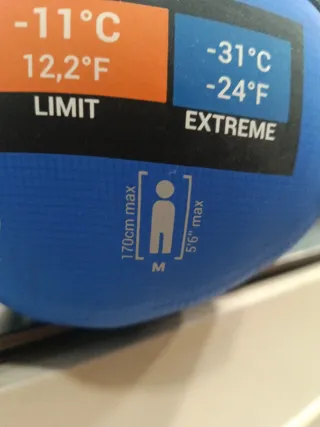 -11°C
12,2°F
LIMIT
-31°C
-24°F
EXTREME
170cm max
5'6" max
M